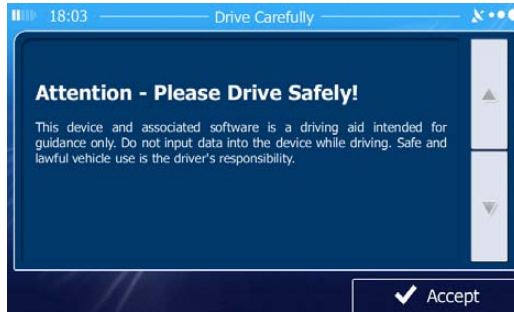 18:03 Drive Carefully
Attention - Please Drive Safely!
This device and associated software is a driving aid intended for
guidance only. Do not input data into the device while driving. Safe and
lawful vehicle use is the driver's responsibility.
Accept